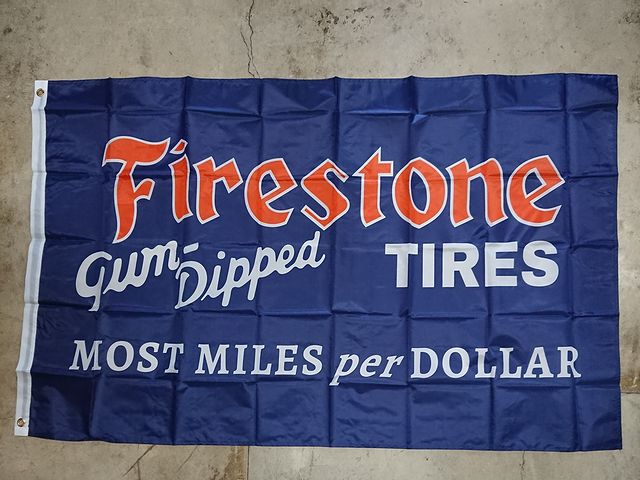 Firestone
Gum-Dipped TIRES
MOST MILES per DOLLAR